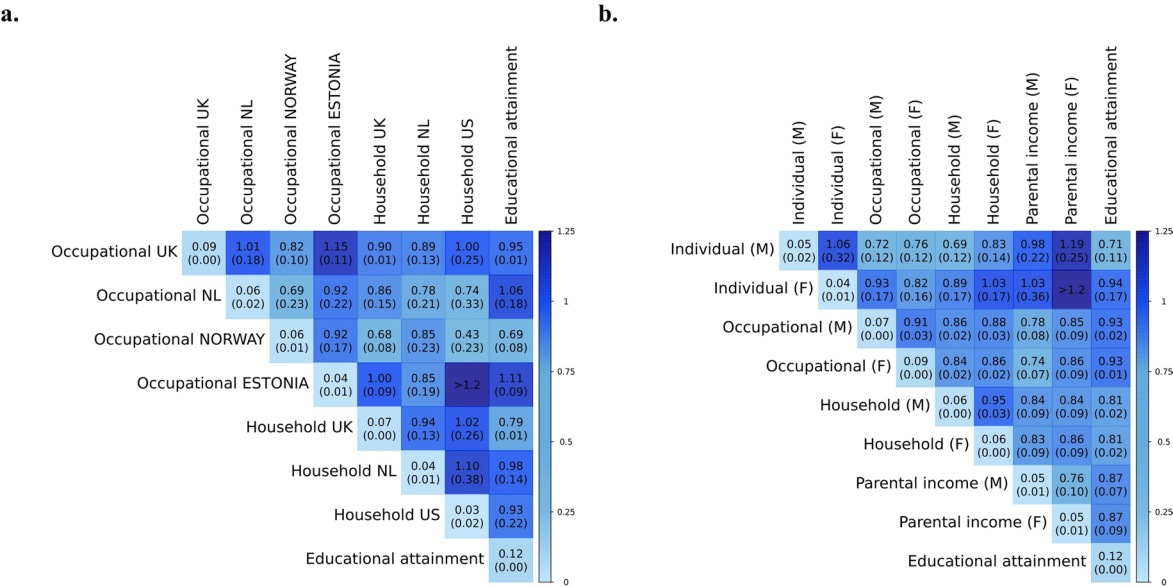 a.
Occupational UK
Occupational NL
Occupational NORWAY
Occupational ESTONIA
Household UK
Household NL
Household US
Educational attainment
Occupational UK 0.09 1.01 0.82 1.15 0.90 0.89 1.00 0.95
(0.00) (0.18) (0.10) (0.11) (0.01) (0.13) (0.25) (0.01)
Occupational NL 0.06 0.69 0.92 0.86 0.78 0.74 1.06
(0.02) (0.23) (0.22) (0.15) (0.21) (0.33) (0.18)
Occupational NORWAY 0.06 0.92 0.68 0.85 0.43 0.69
(0.01) (0.17) (0.08) (0.23) (0.23) (0.08)
Occupational ESTONIA 0.04 1.00 0.85 >1.2 1.11
(0.01) (0.09) (0.19) (0.09)
Household UK 0.07 0.94 1.02 0.79
(0.00) (0.13) (0.26) (0.01)
Household NL 0.04 1.10 0.98
(0.01) (0.38) (0.14)
Household US 0.03 0.93
(0.02) (0.22)
Educational attainment 0.12
(0.00)
1.25
1
0.75
0.5
0.25
0
b.
Individual (M)
Individual (F)
Occupational (M)
Occupational (F)
Household (M)
Household (F)
Parental income (M)
Parental income (F)
Educational attainment
Individual (M) 0.05 1.06 0.72 0.76 0.69 0.83 0.98 1.19 0.71
(0.02) (0.32) (0.12) (0.12) (0.12) (0.14) (0.22) (0.25) (0.11)
Individual (F) 0.04 0.93 0.82 0.89 1.03 1.03 >1.2 0.94
(0.01) (0.17) (0.16) (0.17) (0.17) (0.36) (0.17)
Occupational (M) 0.07 0.91 0.86 0.88 0.78 0.85 0.93
(0.00) (0.03) (0.02) (0.03) (0.08) (0.09) (0.02)
Occupational (F) 0.09 0.84 0.86 0.74 0.86 0.93
(0.00) (0.02) (0.02) (0.07) (0.09) (0.01)
Household (M) 0.06 0.95 0.84 0.84 0.81
(0.00) (0.03) (0.09) (0.09) (0.02)
Household (F) 0.06 0.83 0.86 0.81
(0.00) (0.09) (0.09) (0.02)
Parental income (M) 0.05 0.76 0.87
(0.01) (0.10) (0.07)
Parental income (F) 0.05 0.87
(0.01) (0.09)
Educational attainment 0.12
(0.00)
1.25
1
0.75
0.5
0.25
0